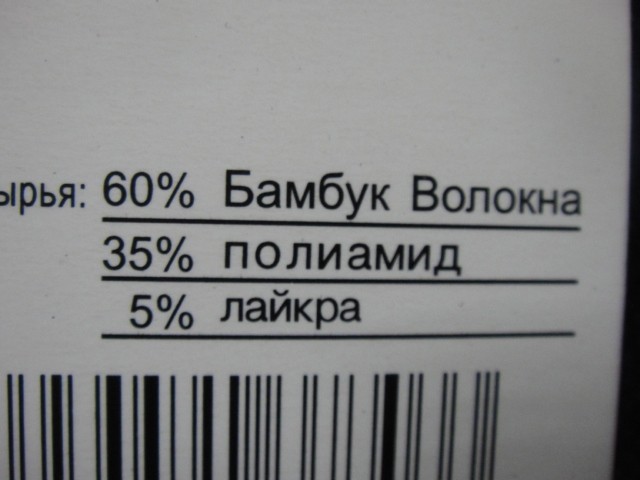 ырья: 60% Бамбук Волокна
35% полиамид
5% лайкра